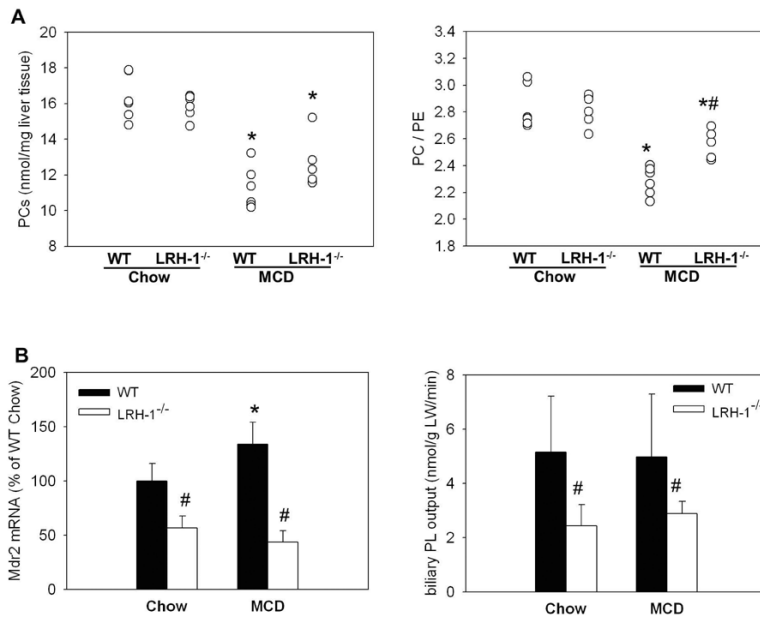 A
PCs (nmol/mg liver tissue)
20
18
16
14
12
10
8
*
*
WT LRH-1-/- WT LRH-1-/-
Chow MCD
PC / PE
3.4
3.2
3.0
2.8
2.6
2.4
2.2
2.0
1.8
*
*#
WT LRH-1-/- WT LRH-1-/-
Chow MCD
B
Mdr2 mRNA (% of WT Chow)
200
150
100
50
0
WT
LRH-1-/-
#
*
#
Chow MCD
biliary PL output (nmol/g LW/min)
8
6
4
2
0
WT
LRH-1-/-
#
#
Chow MCD